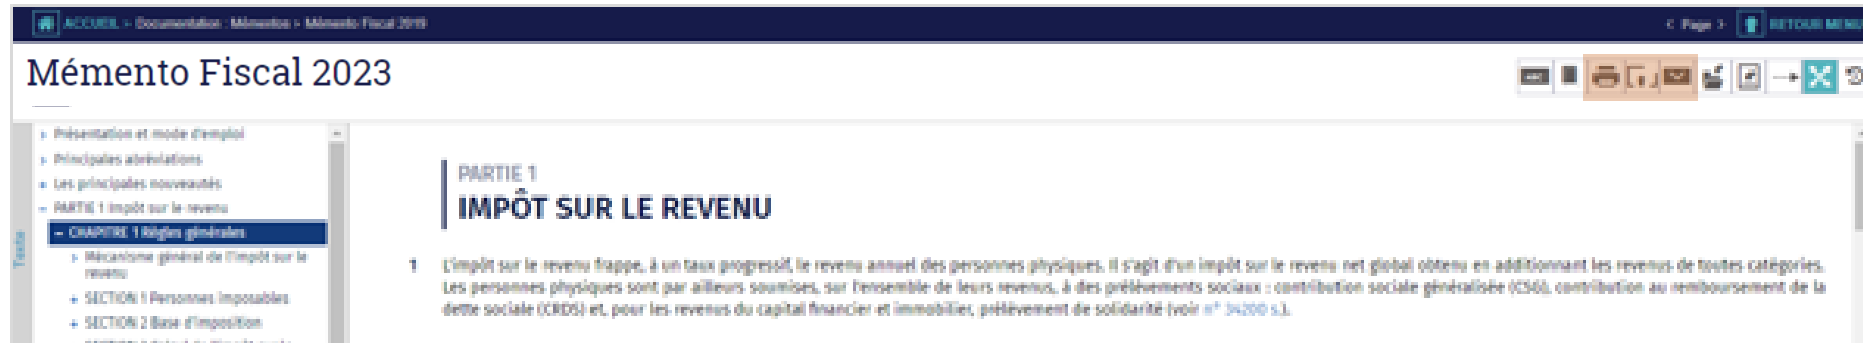 ACCUEIL > Documentation : Mémentos > Mémento Fiscal 2019
< Page >
RETOUR MENU
Mémento Fiscal 2023
Présentation et mode d'emploi
Principales abréviations
Les principales nouveautés
PARTIE 1 Impôt sur le revenu
CHAPITRE 1 Règles générales
Mécanisme général de l'impôt sur le
revenu
SECTION 1 Personnes imposables
SECTION 2 Base d'imposition
Texte
PARTIE 1
IMPÔT SUR LE REVENU
1 L'impôt sur le revenu frappe, à un taux progressif, le revenu annuel des personnes physiques. Il s'agit d'un impôt sur le revenu net global obtenu en additionnant les revenus de toutes catégories.
Les personnes physiques sont par ailleurs soumises, sur l'ensemble de leurs revenus, à des prélèvements sociaux : contribution sociale généralisée (CSG), contribution au remboursement de la
dette sociale (CRDS) et, pour les revenus du capital financier et immobilier, prélèvement de solidarité (voir n° 34200 s.).